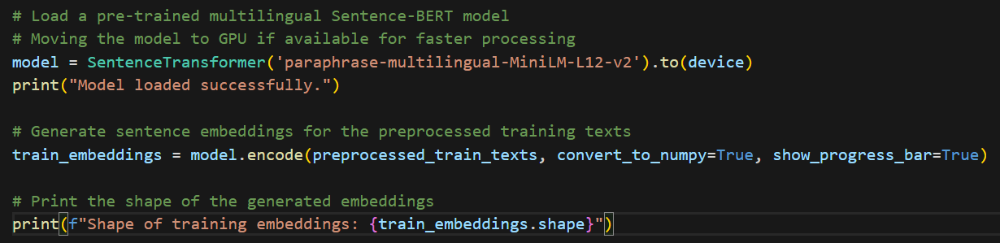 # Load a pre-trained multilingual Sentence-BERT model
# Moving the model to GPU if available for faster processing
model = SentenceTransformer('paraphrase-multilingual-MiniLM-L12-v2').to(device)
print("Model loaded successfully.")
# Generate sentence embeddings for the preprocessed training texts
train_embeddings = model.encode(preprocessed_train_texts, convert_to_numpy=True, show_progress_bar=True)
# Print the shape of the generated embeddings
print(f"Shape of training embeddings: {train_embeddings.shape}")